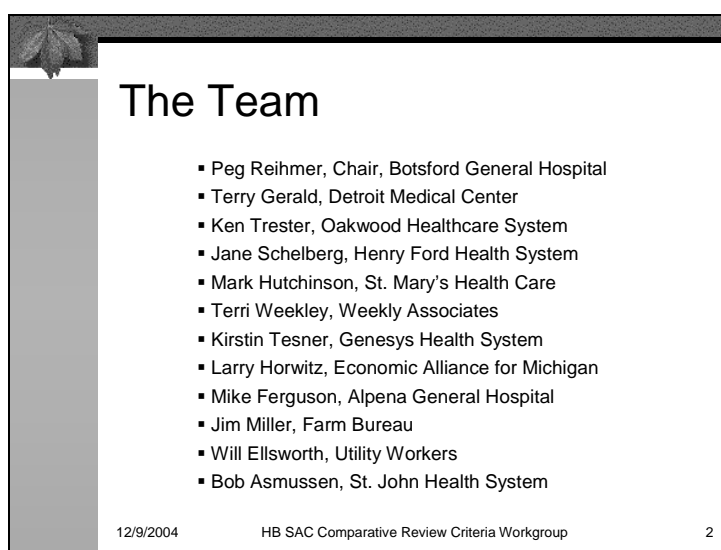 The Team
▪ Peg Reihmer, Chair, Botsford General Hospital
▪ Terry Gerald, Detroit Medical Center
▪ Ken Trester, Oakwood Healthcare System
▪ Jane Schelberg, Henry Ford Health System
▪ Mark Hutchinson, St. Mary’s Health Care
▪ Terri Weekley, Weekly Associates
▪ Kirstin Tesner, Genesys Health System
▪ Larry Horwitz, Economic Alliance for Michigan
▪ Mike Ferguson, Alpena General Hospital
▪ Jim Miller, Farm Bureau
▪ Will Ellsworth, Utility Workers
▪ Bob Asmussen, St. John Health System
12/9/2004 HB SAC Comparative Review Criteria Workgroup 2